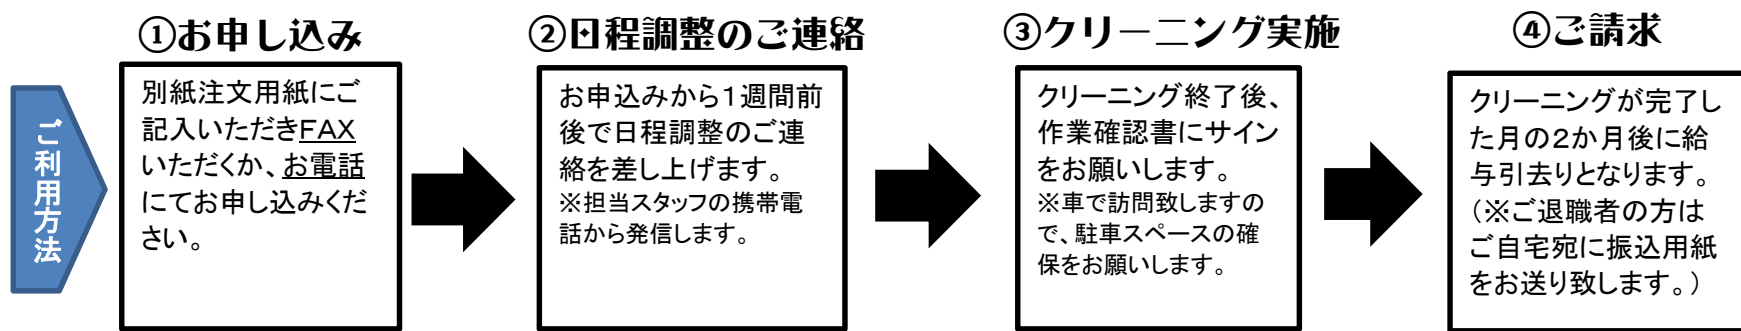 ご利用方法
①お申し込み
別紙注文用紙にご
記入いただきFAX
いただくか、お電話
にてお申し込みくだ
さい。
②日程調整のご連絡
お申込みから１週間前
後で日程調整のご連
絡を差し上げます。
※担当スタッフの携帯電
話から発信します。
③クリーニング実施
クリーニング終了後、
作業確認書にサイン
をお願いします。
※車で訪問致しますの
で、駐車スペースの確
保をお願いします。
④ご請求
クリーニングが完了し
た月の２か月後に給
与引去りとなります。
（※ご退職者の方は
ご自宅宛に振込用紙
をお送り致します。）